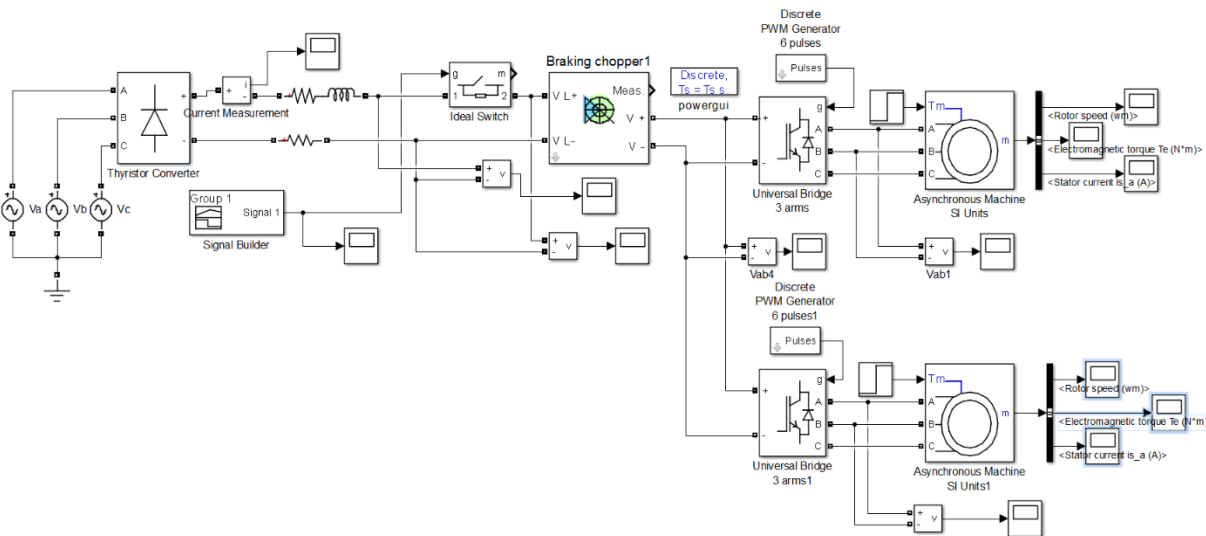 Discrete
PWM Generator
6 pulses
Pulses
Braking chopper1
Discrete,
Ts = Ts s.
powergui
A
B
C
+
-
Thyristor Converter
+
-
i
Current Measurement
g
m
1
2
Ideal Switch
V L+
V L-
Meas.
V +
V -
g
+
-
A
B
C
Universal Bridge
3 arms
Tm
A
B
C
m
Asynchronous Machine
SI Units
<Rotor speed (wm)>
<Electromagnetic torque Te (N*m)>
<Stator current is_a (A)>
Va
Vb
Vc
Group 1
Signal 1
Signal Builder
+
-
v
+
-
v
+
-
v
Vab4
+
-
v
Vab1
Discrete
PWM Generator
6 pulses1
Pulses
g
+
-
A
B
C
Universal Bridge
3 arms1
Tm
A
B
C
m
Asynchronous Machine
SI Units1
<Rotor speed (wm)>
<Electromagnetic torque Te (N*m)>
<Stator current is_a (A)>
+
-
v